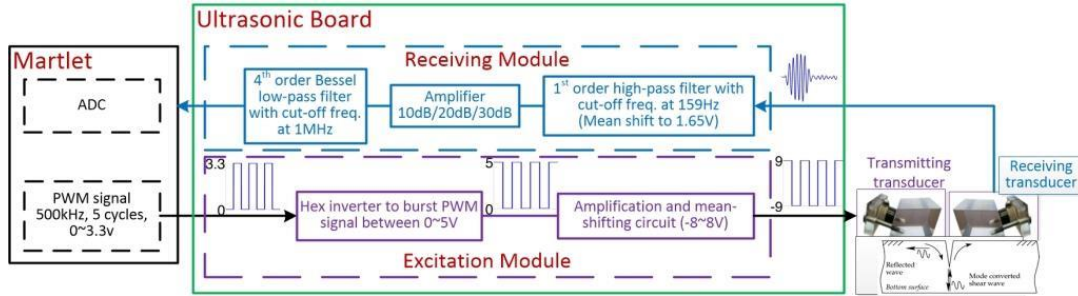 Ultrasonic Board
Martlet
ADC
PWM signal
500kHz, 5 cycles,
0~3.3v
Receiving Module
4th order Bessel
low-pass filter
with cut-off freq.
at 1MHz
Amplifier
10dB/20dB/30dB
1st order high-pass filter with
cut-off freq. at 159Hz
(Mean shift to 1.65V)
3.3
0
Hex inverter to burst PWM
signal between 0~5V
5
0
Amplification and mean-
shifting circuit (-8~8V)
9
-9
Excitation Module
Transmitting
transducer
Receiving
transducer
Reflected
wave
Bottom surface
Mode converted
shear wave